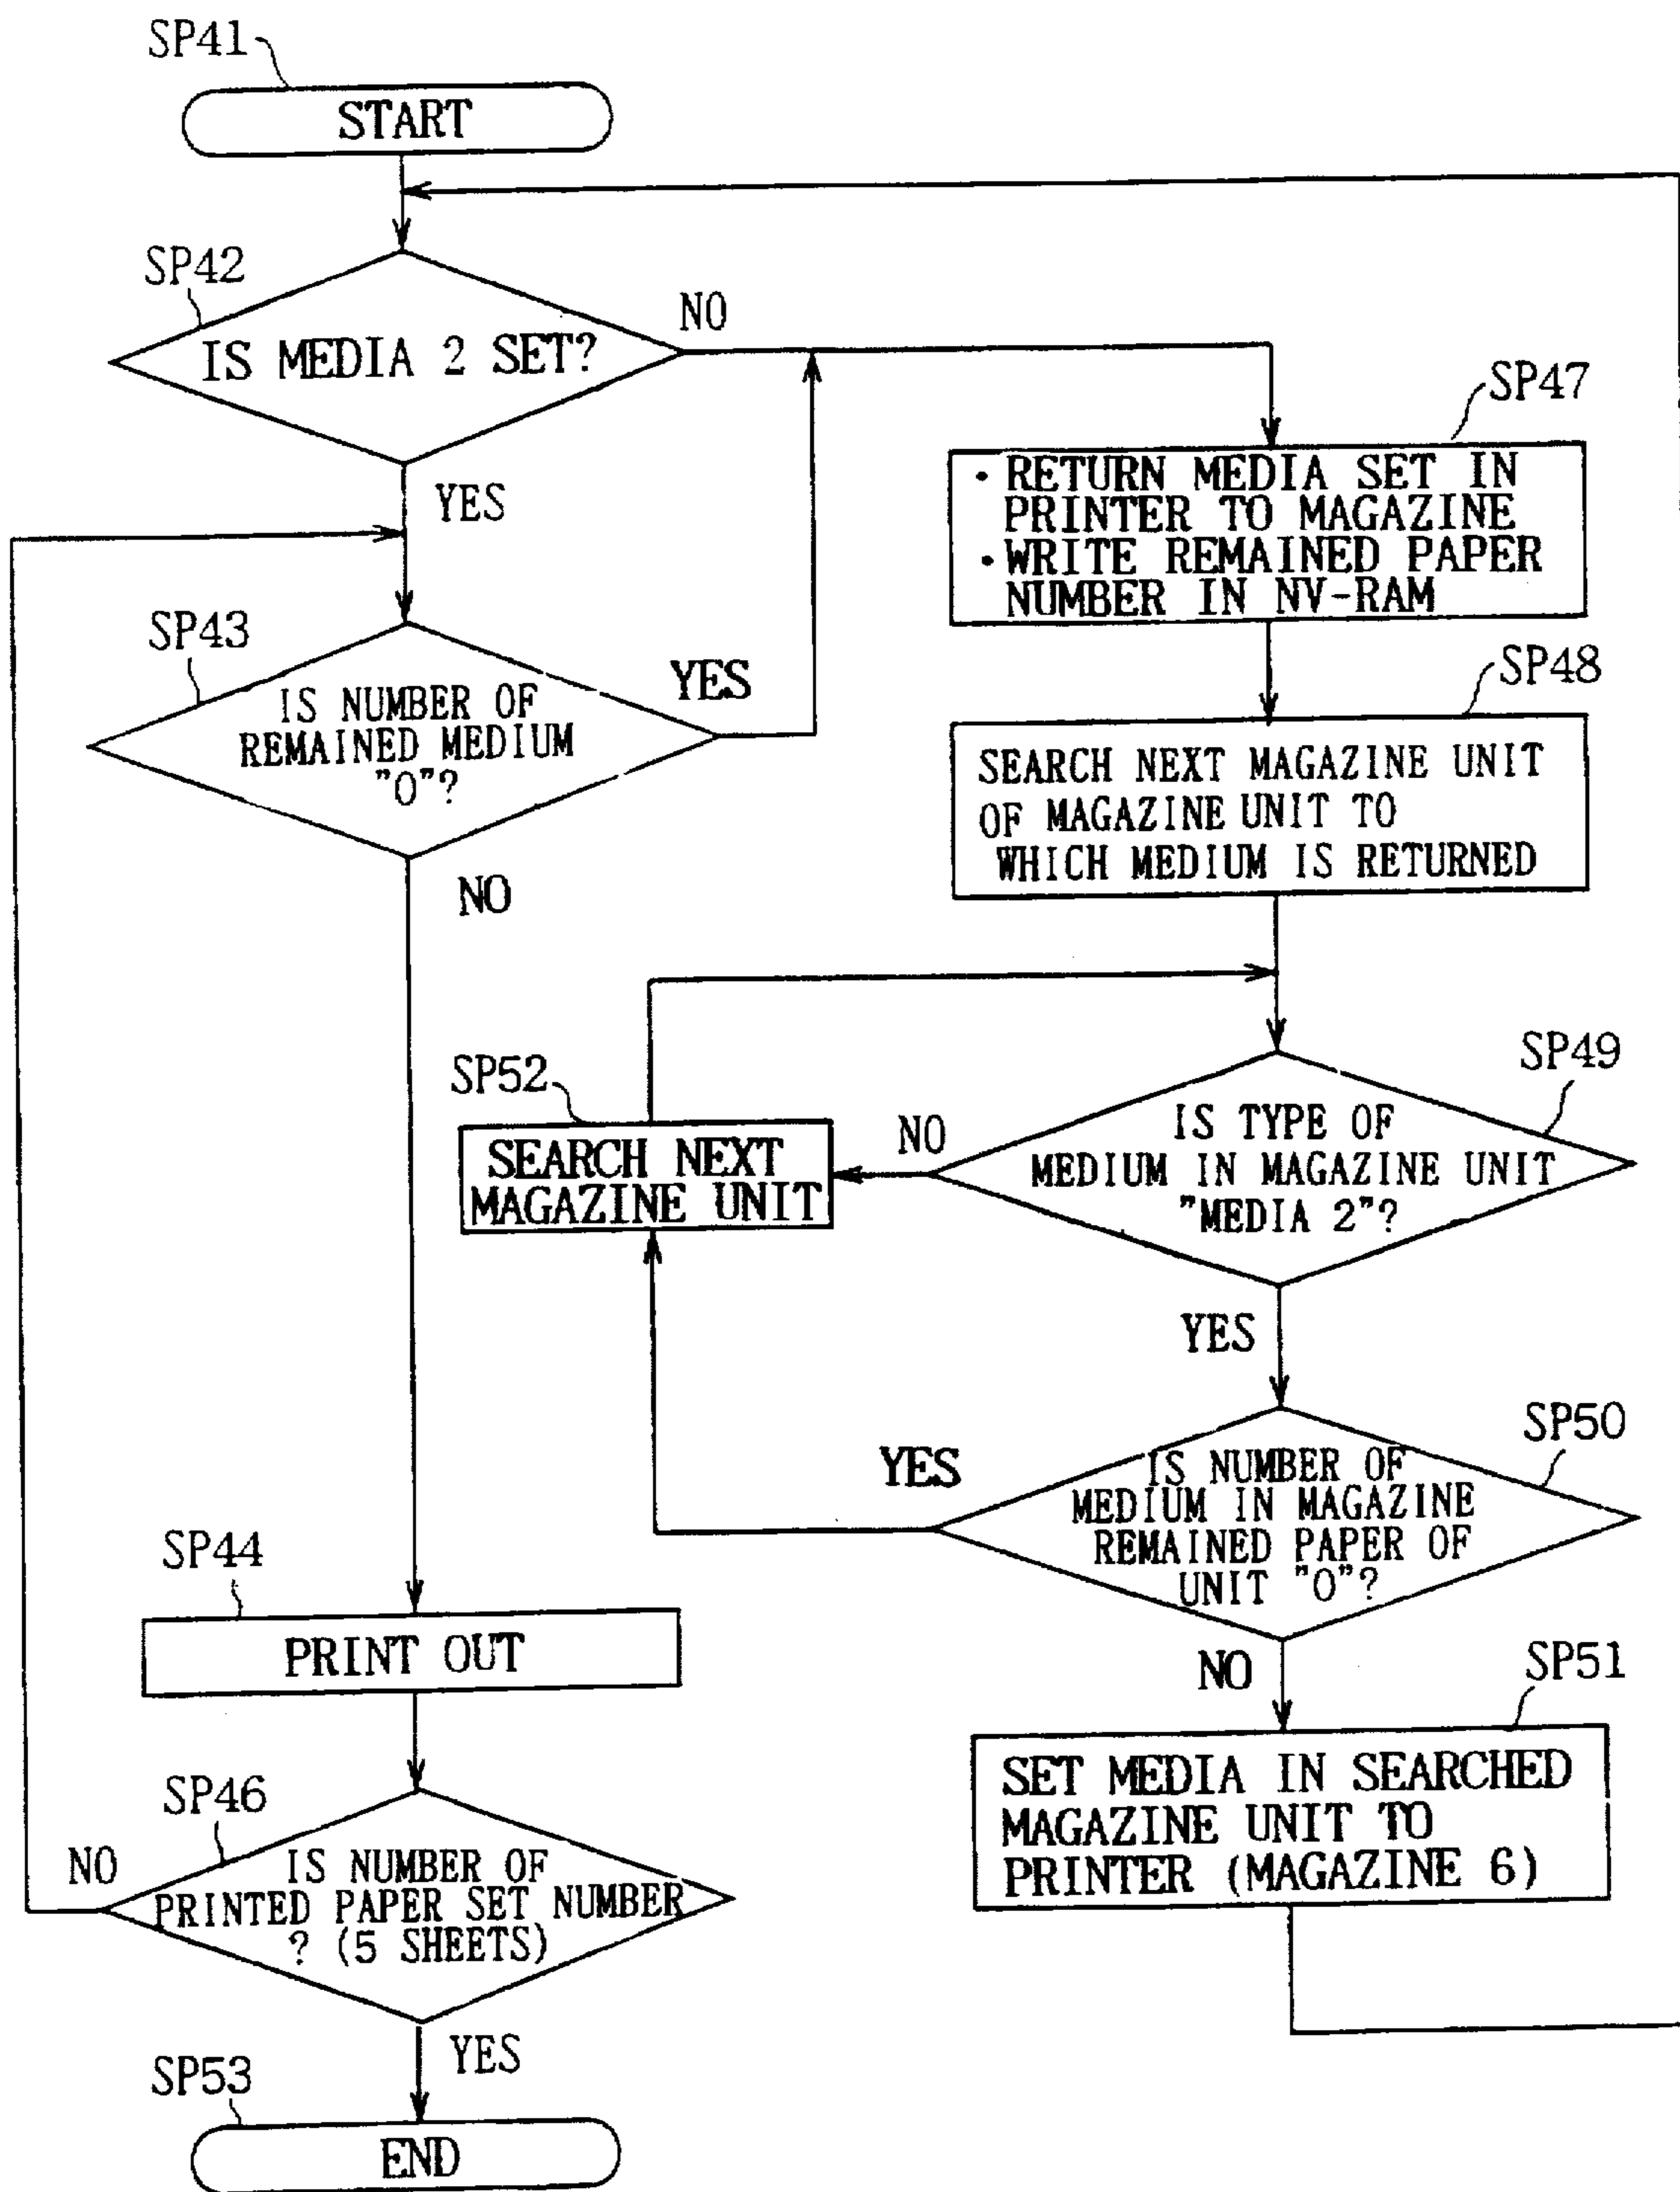 SP41
START
SP42
IS MEDIA 2 SET?
NO
YES
SP43
IS NUMBER OF
REMAINED MEDIUM
"0"?
YES
NO
SP44
PRINT OUT
SP46
IS NUMBER OF
PRINTED PAPER SET NUMBER
? (5 SHEETS)
NO
YES
SP53
END
SP47
• RETURN MEDIA SET IN
PRINTER TO MAGAZINE
• WRITE REMAINED PAPER
NUMBER IN NV-RAM
SP48
SEARCH NEXT MAGAZINE UNIT
OF MAGAZINE UNIT TO
WHICH MEDIUM IS RETURNED
SP49
IS TYPE OF
MEDIUM IN MAGAZINE UNIT
"MEDIA 2"?
NO
SP52
SEARCH NEXT
MAGAZINE UNIT
YES
SP50
IS NUMBER OF
MEDIUM IN MAGAZINE
REMAINED PAPER OF
UNIT "0"?
YES
NO
SP51
SET MEDIA IN SEARCHED
MAGAZINE UNIT TO
PRINTER (MAGAZINE 6)